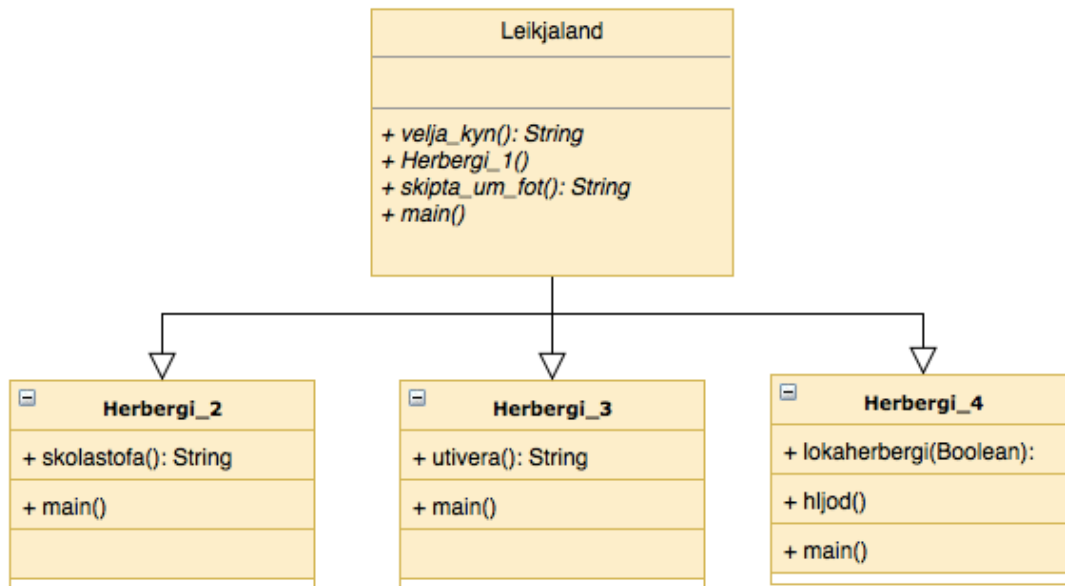 Leikjaland
+ velja_kyn(): String
+ Herbergi_1()
+ skipta_um_fot(): String
+ main()
Herbergi_2
+ skolastofa(): String
+ main()
Herbergi_3
+ utivera(): String
+ main()
Herbergi_4
+ lokaherbergi(Boolean):
+ hljod()
+ main()